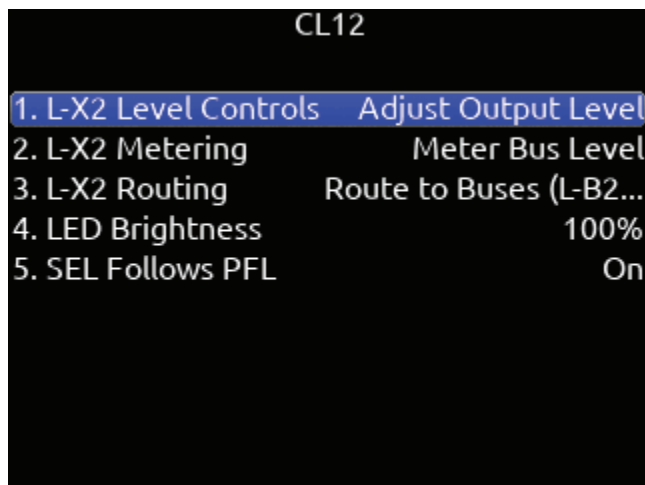 CL12
1. L-X2 Level Controls Adjust Output Level
2. L-X2 Metering Meter Bus Level
3. L-X2 Routing Route to Buses (L-B2...
4. LED Brightness 100%
5. SEL Follows PFL On